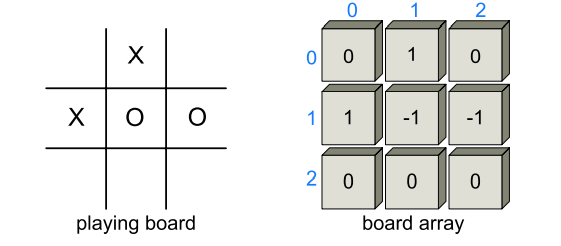 X
X O O
playing board
0 1 2
0 0 1 0
1 1 -1 -1
2 0 0 0
board array